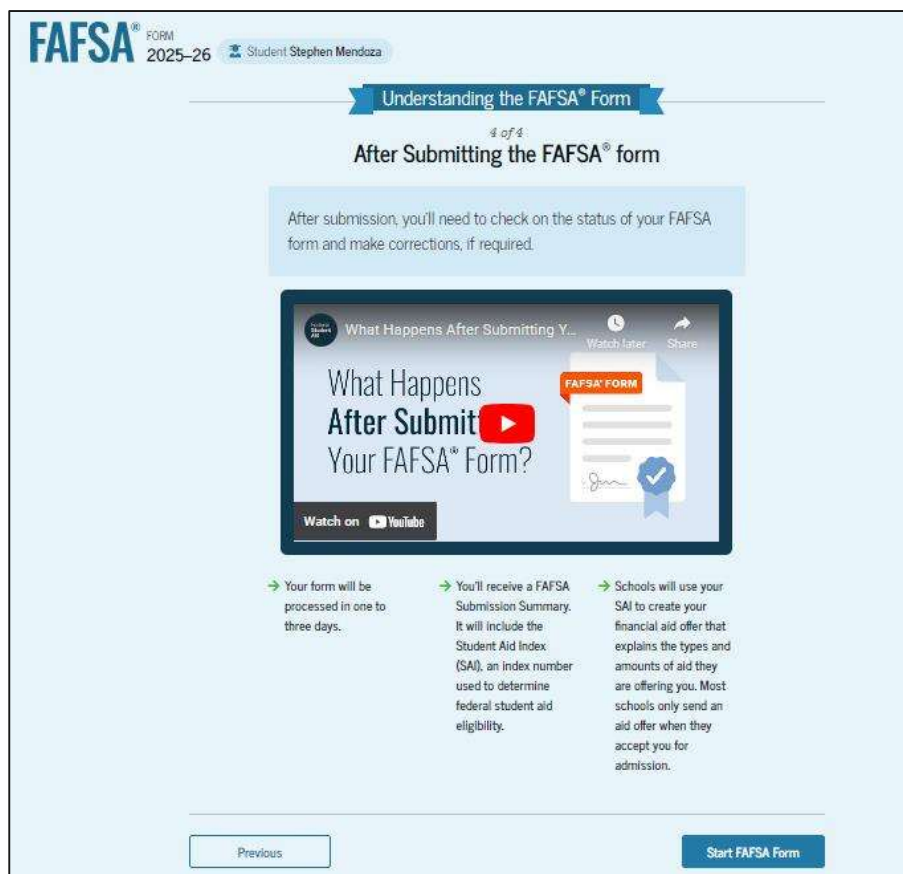 FAFSA® FORM
2025–26
Student Stephen Mendoza
Understanding the FAFSA® Form
4 of 4
After Submitting the FAFSA® form
After submission, you'll need to check on the status of your FAFSA
form and make corrections, if required.
What Happens After Submitting Y...
Watch later
Share
What Happens
After Submit
Your FAFSA® Form?
FAFSA® FORM
Watch on YouTube
Your form will be
processed in one to
three days.
You'll receive a FAFSA
Submission Summary.
It will include the
Student Aid Index
(SAI), an index number
used to determine
federal student aid
eligibility.
Schools will use your
SAI to create your
financial aid offer that
explains the types and
amounts of aid they
are offering you. Most
schools only send an
aid offer when they
accept you for
admission.
Previous
Start FAFSA Form